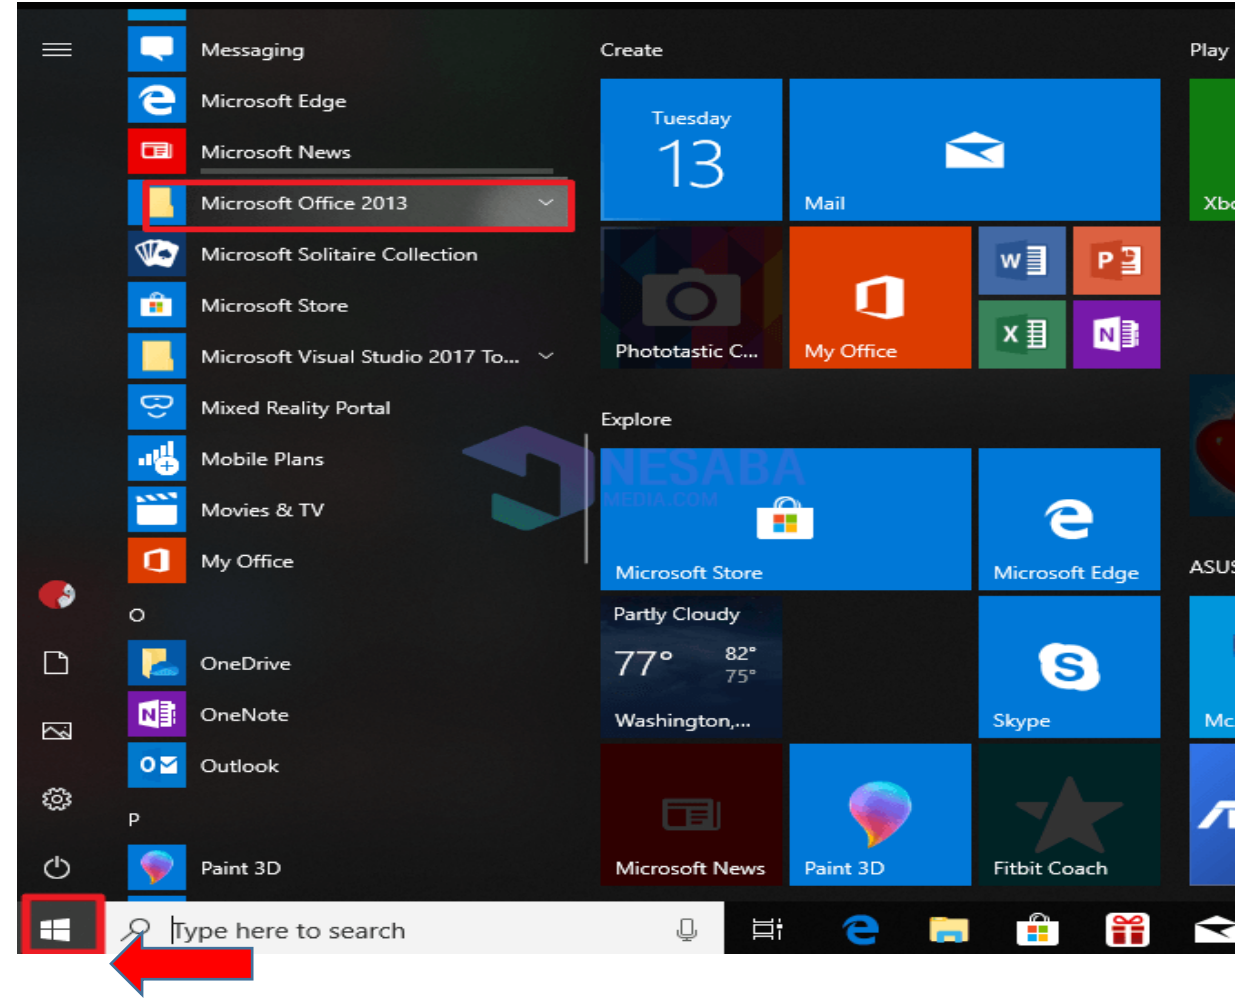 Messaging
Microsoft Edge
Microsoft News
Microsoft Office 2013
Microsoft Solitaire Collection
Microsoft Store
Microsoft Visual Studio 2017 To...
Mixed Reality Portal
Mobile Plans
Movies & TV
My Office
O
OneDrive
OneNote
Outlook
P
Paint 3D
Type here to search
Create
Tuesday
13
Mail
Phototastic C...
My Office
Explore
NESABA
MEDIA.COM
Microsoft Store
Microsoft Edge
Partly Cloudy
77° 82°
75°
Washington,...
Skype
Microsoft News
Paint 3D
Fitbit Coach
Play
Xbo
ASUS
Mc